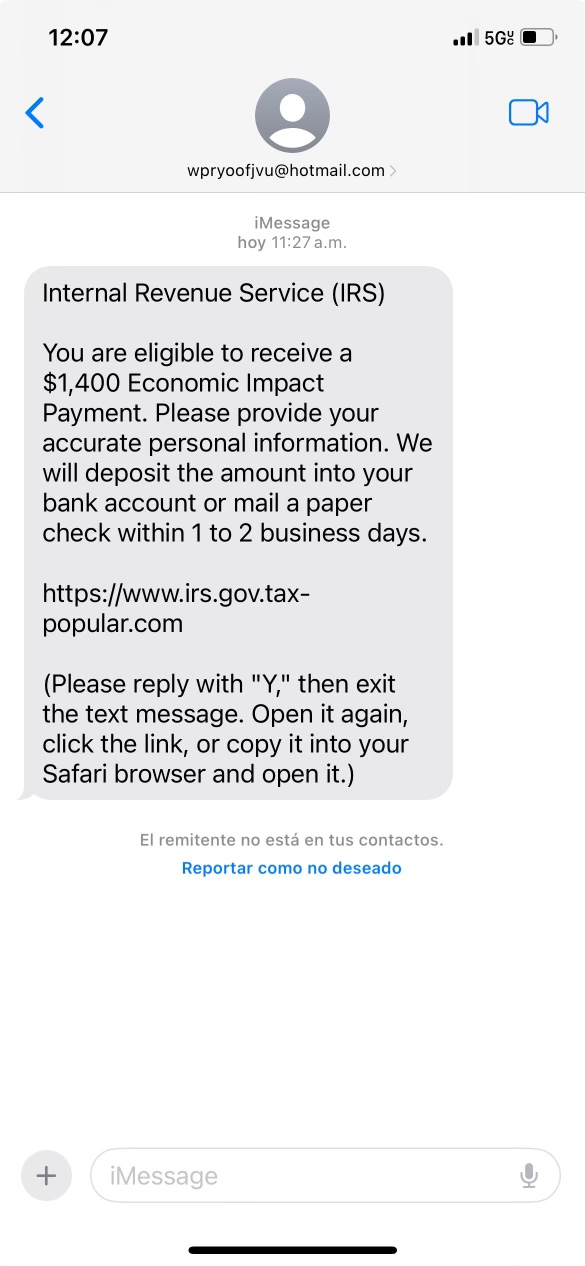 12:07
5G
wpryoofjvu@hotmail.com
iMessage
hoy 11:27 a.m.
Internal Revenue Service (IRS)
You are eligible to receive a
$1,400 Economic Impact
Payment. Please provide your
accurate personal information. We
will deposit the amount into your
bank account or mail a paper
check within 1 to 2 business days.
https://www.irs.gov.tax-
popular.com
(Please reply with "Y," then exit
the text message. Open it again,
click the link, or copy it into your
Safari browser and open it.)
El remitente no está en tus contactos.
Reportar como no deseado
iMessage